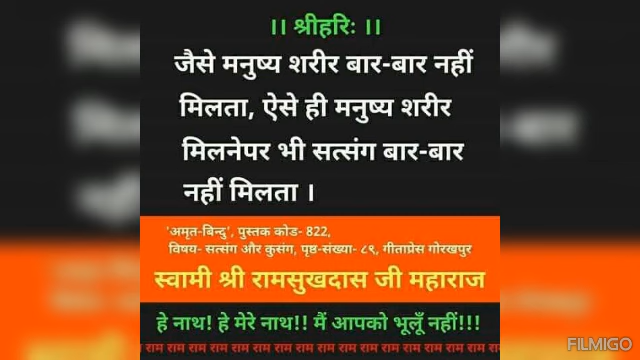 ।। श्रीहरिः ।।
जैसे मनुष्य शरीर बार-बार नहीं
मिलता, ऐसे ही मनुष्य शरीर
मिलनेपर भी सत्संग बार-बार
नहीं मिलता ।
'अमृत-बिन्दु', पुस्तक कोड- 822,
विषय- सत्संग और कुसंग, पृष्ठ-संख्या- ८९, गीताप्रेस गोरखपुर
स्वामी श्री रामसुखदास जी महाराज
हे नाथ! हे मेरे नाथ!! मैं आपको भूलूँ नहीं!!!
राम राम राम राम राम राम राम राम राम राम राम राम राम राम राम राम
FILMIGO